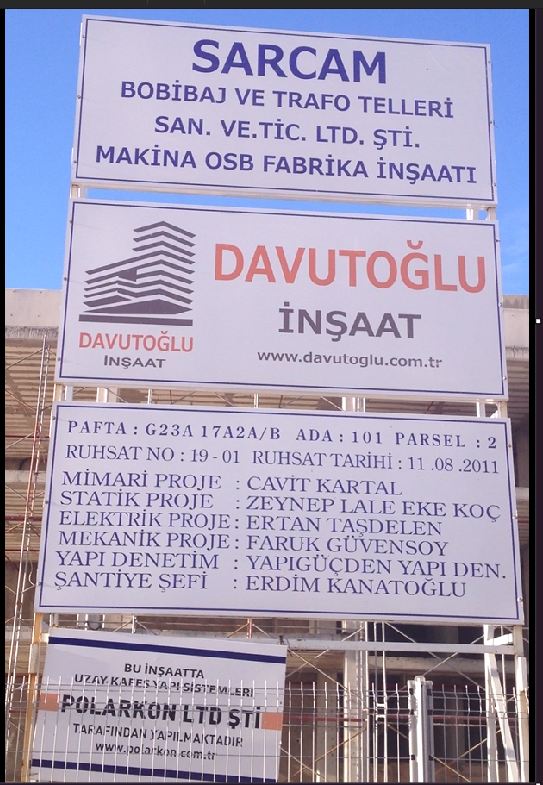 SARCAM
BOBİBAJ VE TRAFO TELLERİ
SAN. VE.TİC. LTD. ŞTİ.
MAKİNA OSB FABRİKA İNŞAATI
DAVUTOĞLU
İNŞAAT
DAVUTOĞLU
İNŞAAT
www.davutoglu.com.tr
PAFTA : G23A 17A2A/B ADA : 101 PARSEL : 2
RUHSAT NO : 19-01 RUHSAT TARİHİ : 11.08.2011
MİMARİ PROJE : CAVİT KARTAL
STATİK PROJE : ZEYNEP LALE EKE KOÇ
ELEKTRİK PROJE : ERTAN TAŞDELEN
MEKANİK PROJE : FARUK GÜVENSOY
YAPI DENETİM : YAPIGÜÇDEN YAPI DEN.
ŞANTİYE ŞEFİ : ERDİM KANATOĞLU
BU İNŞAATTA
UZAY KAFES YAPI SİSTEMLERİ
POLARKON LTD ŞTİ
TARAFINDAN YAPILMAKTADIR
www.polarkon.com.tr